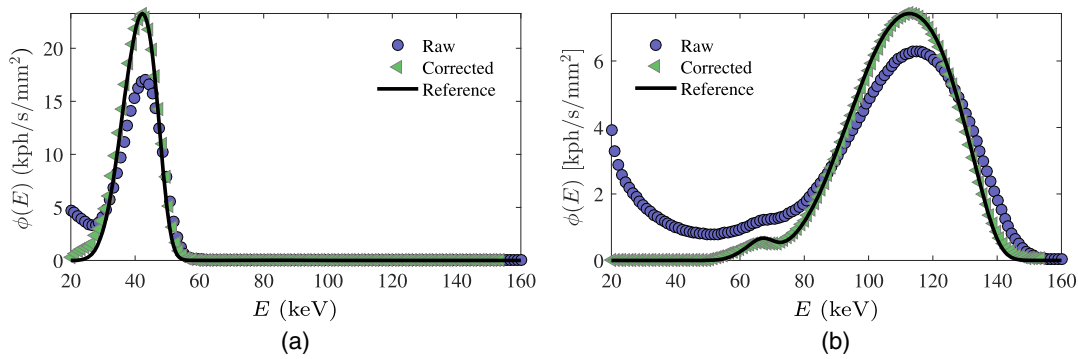 Raw
Corrected
Reference
ϕ(E) (kph/s/mm²)
20
15
10
5
0
20 40 60 80 100 120 140 160
E (keV)
(a)
Raw
Corrected
Reference
ϕ(E) [kph/s/mm²]
6
4
2
0
20 40 60 80 100 120 140 160
E (keV)
(b)